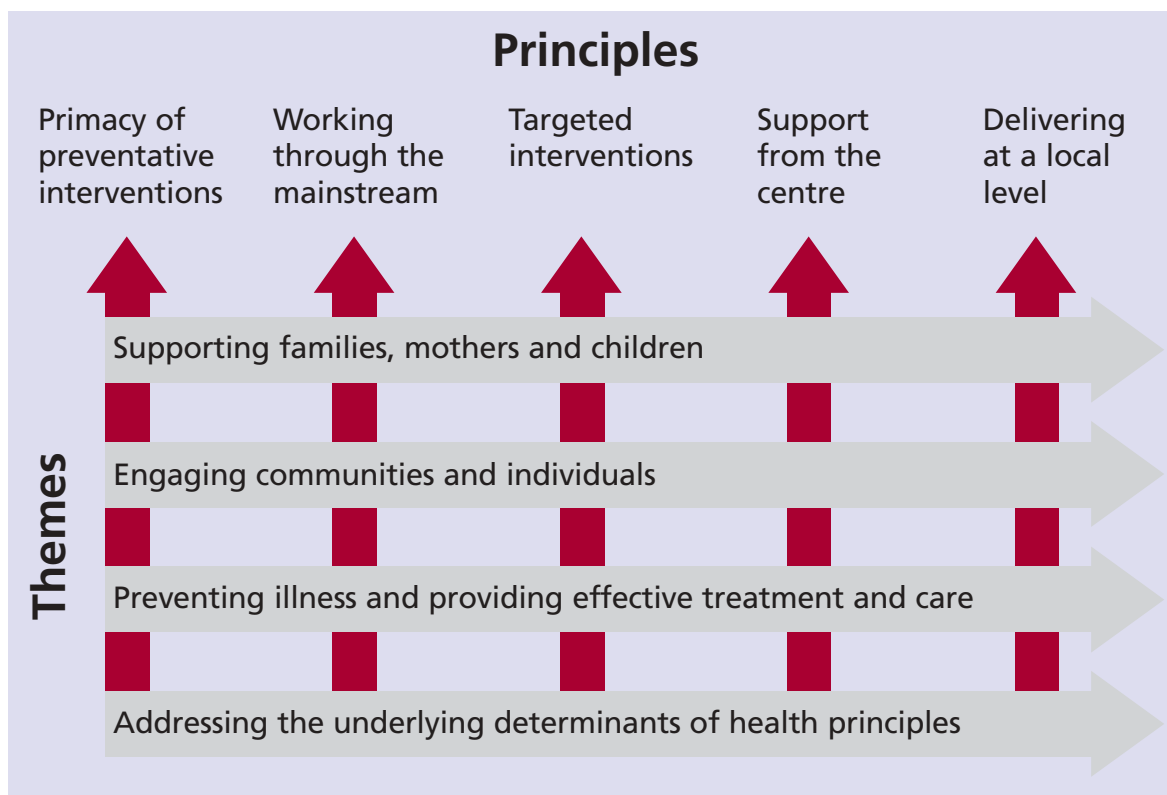 Principles
Primacy of
preventative
interventions
Working
through the
mainstream
Targeted
interventions
Support
from the
centre
Delivering
at a local
level
Themes
Supporting families, mothers and children
Engaging communities and individuals
Preventing illness and providing effective treatment and care
Addressing the underlying determinants of health principles